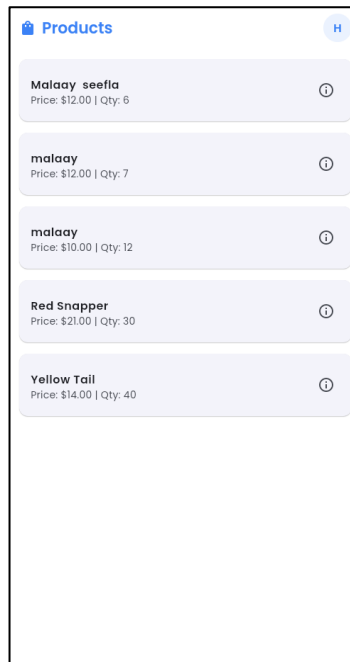 Products
H
Malaay  seefla
Price: $12.00 | Qty: 6
malaay
Price: $12.00 | Qty: 7
malaay
Price: $10.00 | Qty: 12
Red Snapper
Price: $21.00 | Qty: 30
Yellow Tail
Price: $14.00 | Qty: 40